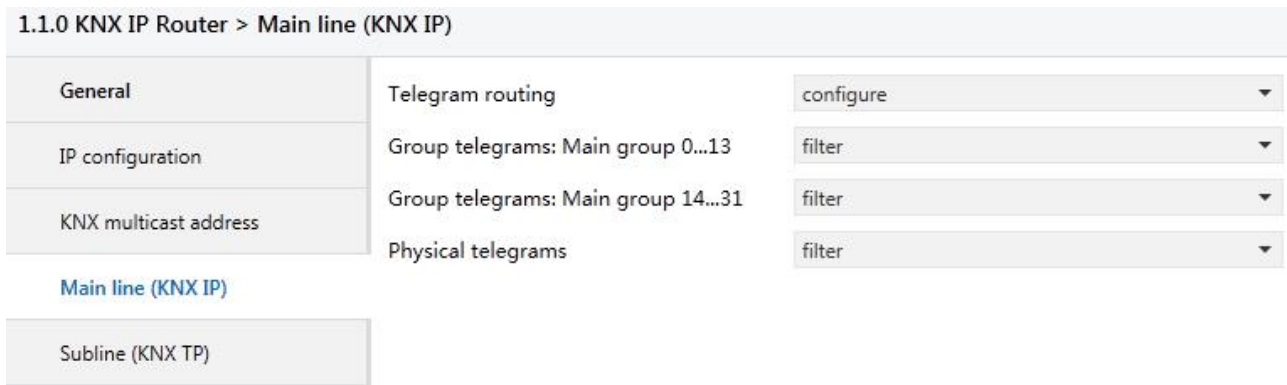 1.1.0 KNX IP Router > Main line (KNX IP)
General
IP configuration
KNX multicast address
Main line (KNX IP)
Subline (KNX TP)
Telegram routing configure
Group telegrams: Main group 0...13 filter
Group telegrams: Main group 14...31 filter
Physical telegrams filter